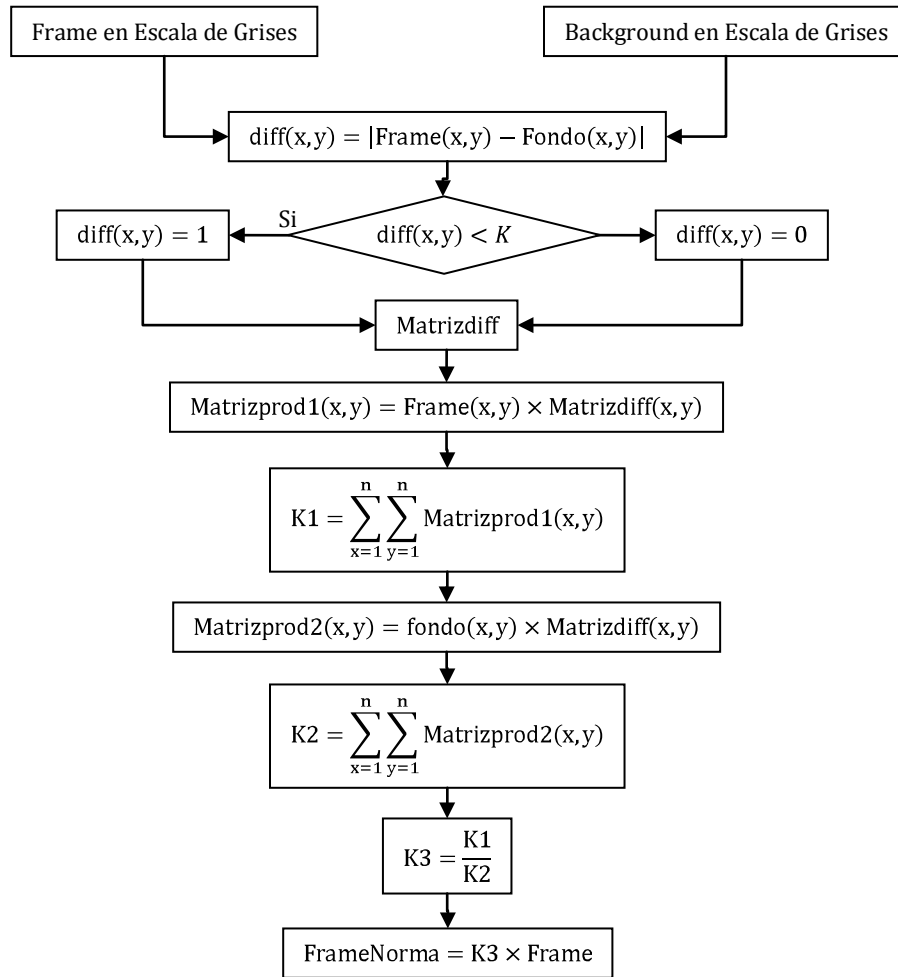 Frame en Escala de Grises
Background en Escala de Grises
diff(x,y) = |Frame(x,y) − Fondo(x,y)|
Si
diff(x,y) = 1
diff(x,y) < K
diff(x,y) = 0
Matrizdiff
Matrizprod1(x,y) = Frame(x,y) × Matrizdiff(x,y)
K1 = ∑_{x=1}^{n} ∑_{y=1}^{n} Matrizprod1(x,y)
Matrizprod2(x,y) = fondo(x,y) × Matrizdiff(x,y)
K2 = ∑_{x=1}^{n} ∑_{y=1}^{n} Matrizprod2(x,y)
K3 = K1/K2
FrameNorma = K3 × Frame